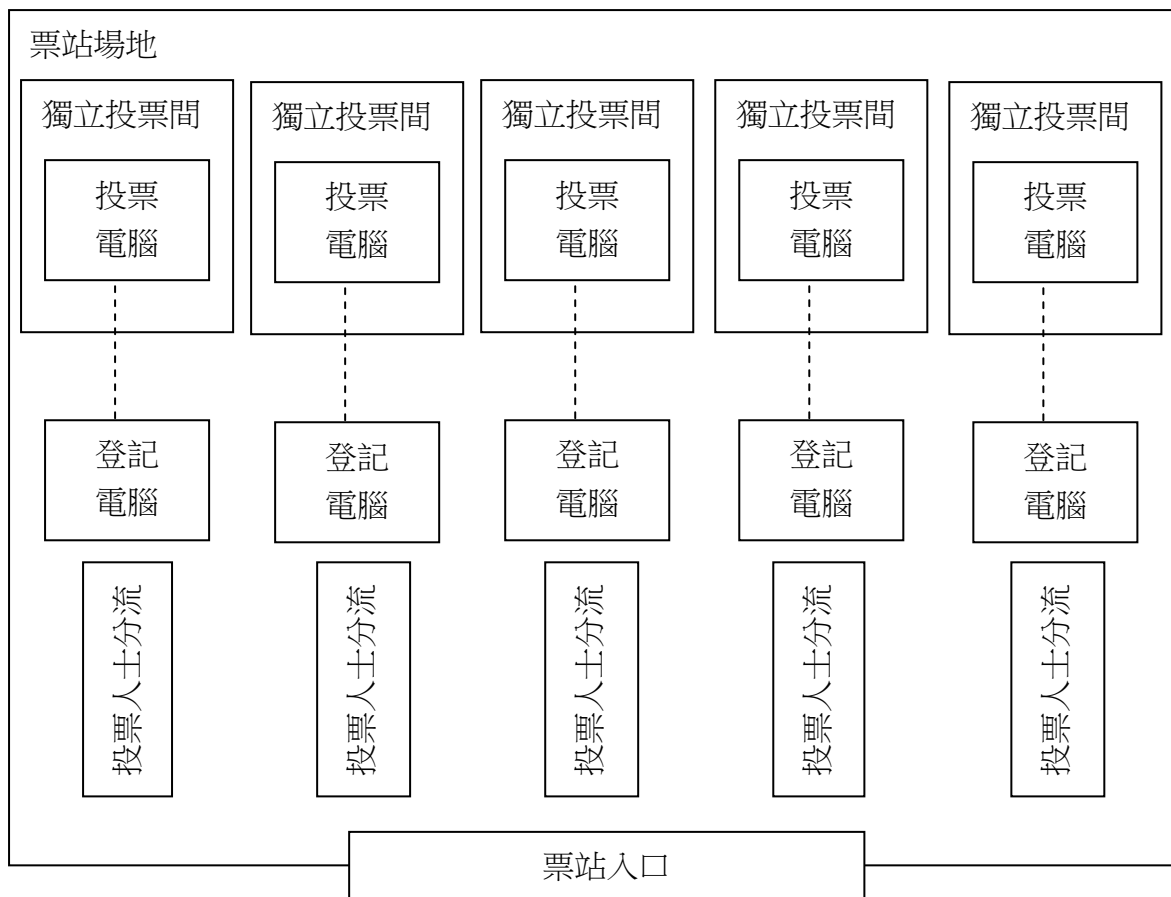 票站場地
獨立投票間
獨立投票間
獨立投票間
獨立投票間
獨立投票間
投票
電腦
投票
電腦
投票
電腦
投票
電腦
投票
電腦
登記
電腦
登記
電腦
登記
電腦
登記
電腦
登記
電腦
投票人士分流
投票人士分流
投票人士分流
投票人士分流
投票人士分流
票站入口